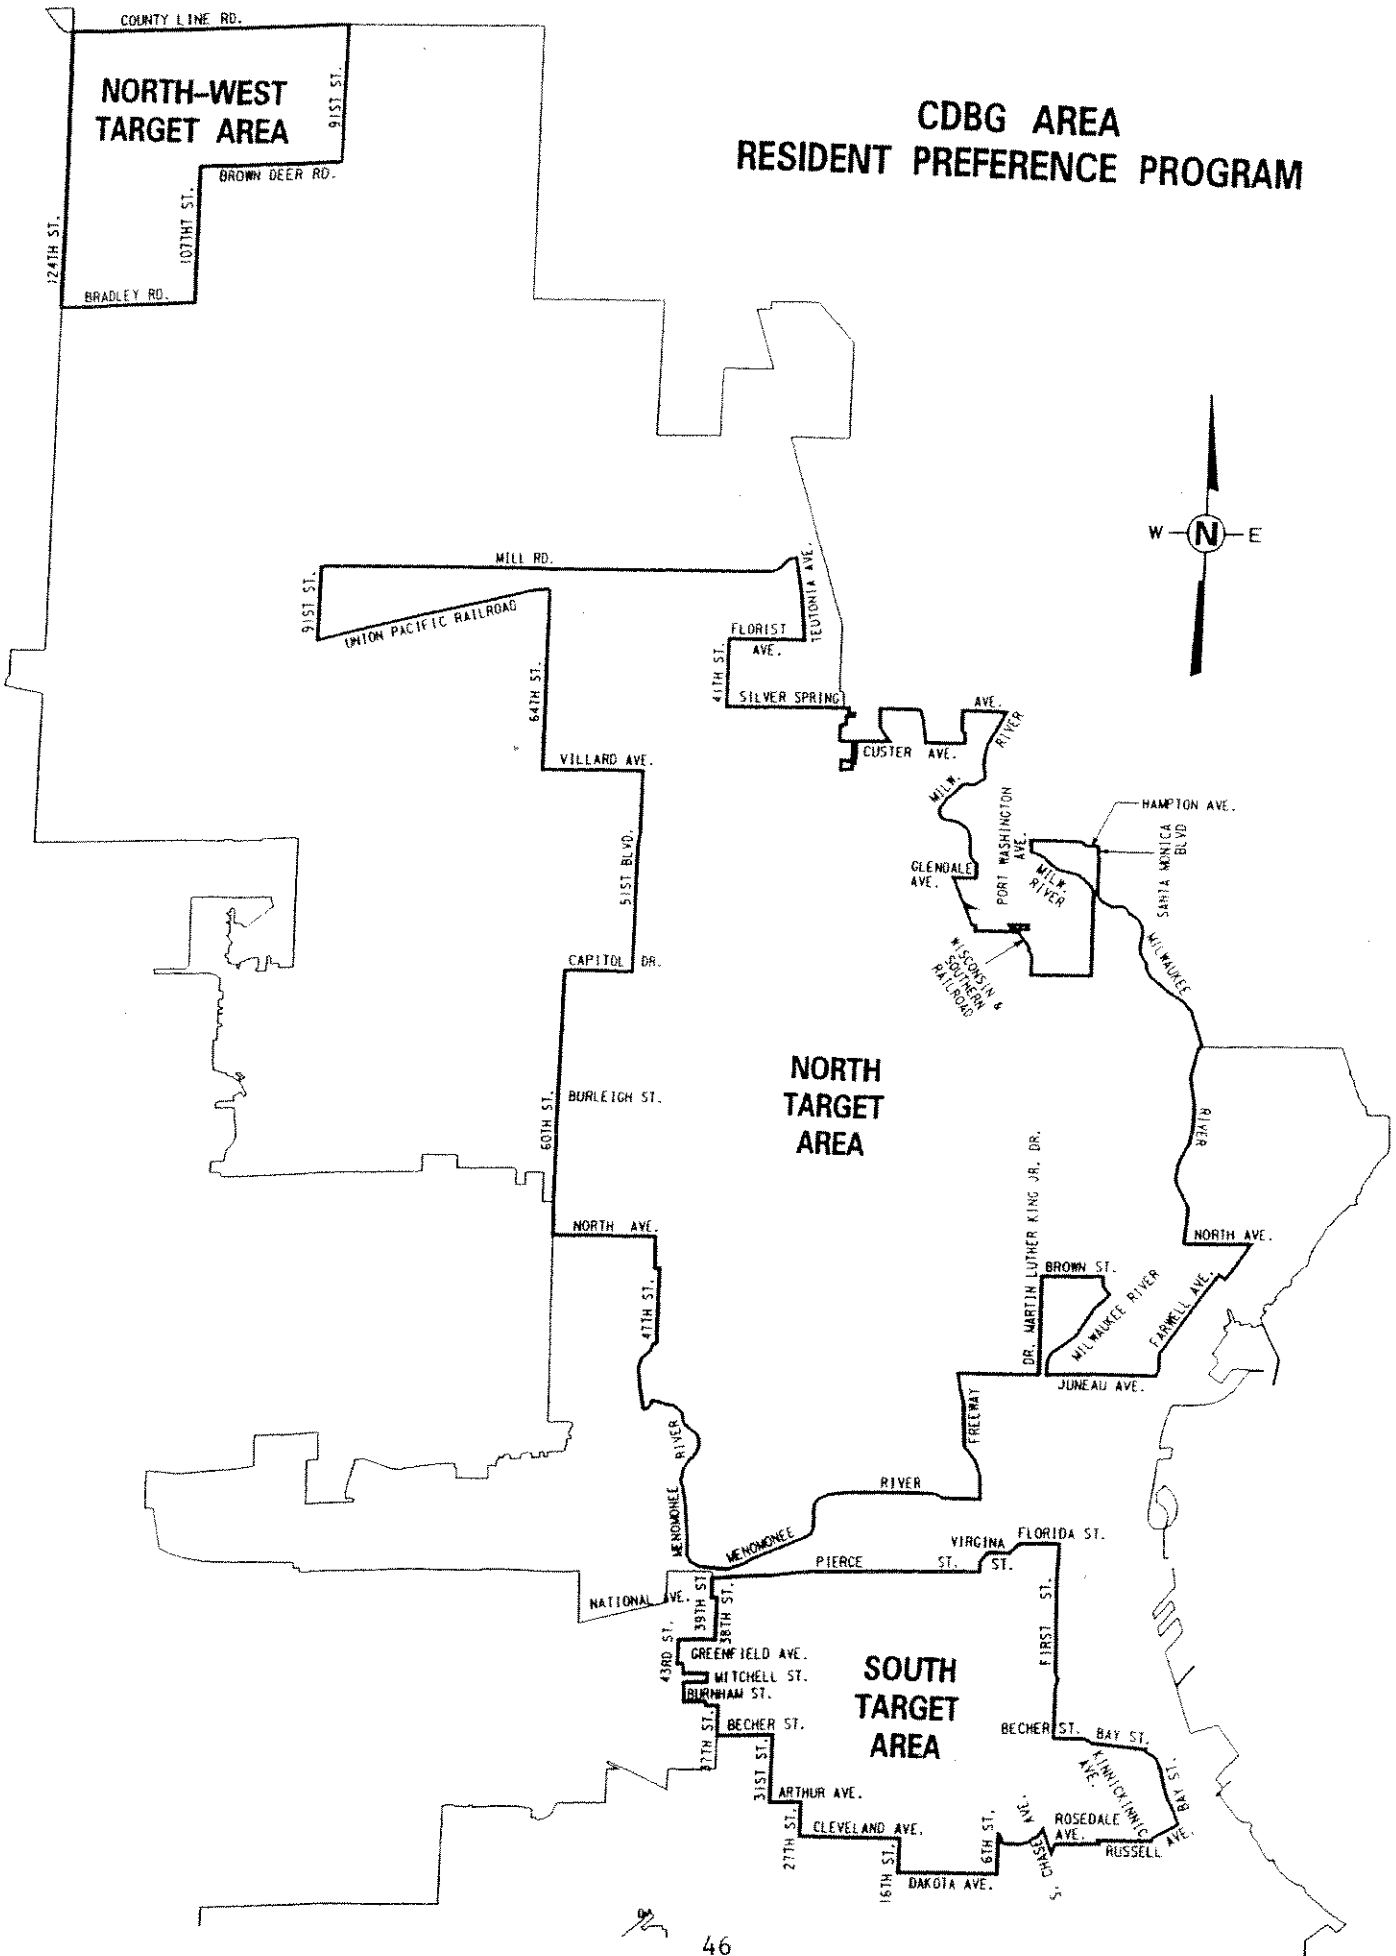 COUNTY LINE RD.
NORTH-WEST
TARGET AREA
91ST ST.
BROWN DEER RD.
124TH ST.
107THT ST.
BRADLEY RD.
CDBG AREA
RESIDENT PREFERENCE PROGRAM
W N E
MILL RD.
91ST ST.
UNION PACIFIC RAILROAD
TEUTONIA AVE.
FLORIST
AVE.
41TH ST.
SILVER SPRING
AVE.
64TH ST.
RIVER
CUSTER AVE.
VILLARD AVE.
MILW.
PORT WASHINGTON
AVE.
HAMPTON AVE.
SANTA MONICA
BLVD
51ST BLVD.
GLENDALE
AVE.
MILW.
RIVER
WISCONSIN &
SOUTHERN
RAILROAD
MILWAUKEE
CAPITOL DR.
NORTH
TARGET
AREA
60TH ST.
BURLEIGH ST.
RIVER
DR. MARTIN LUTHER KING JR. DR.
NORTH AVE.
NORTH AVE.
BROWN ST.
47TH ST.
MILWAUKEE RIVER
FARWELL AVE.
JUNEAU AVE.
FREEWAY
RIVER
MENOMONEE
RIVER
MENOMONEE
VIRGINA
ST.
FLORIDA ST.
PIERCE ST.
NATIONAL AVE.
39TH ST.
38TH ST.
FIRST ST.
43RD ST.
GREENFIELD AVE.
MITCHELL ST.
BURNHAM ST.
SOUTH
TARGET
AREA
37TH ST.
BECHER ST.
BECHER ST.
BAY ST.
KINNICKINNIC
AVE.
BAY ST.
31ST ST.
ARTHUR AVE.
27TH ST.
CLEVELAND AVE.
6TH ST.
S. CHASE AVE.
ROSEDALE
AVE.
RUSSELL AVE.
16TH ST.
DAKOTA AVE.
46